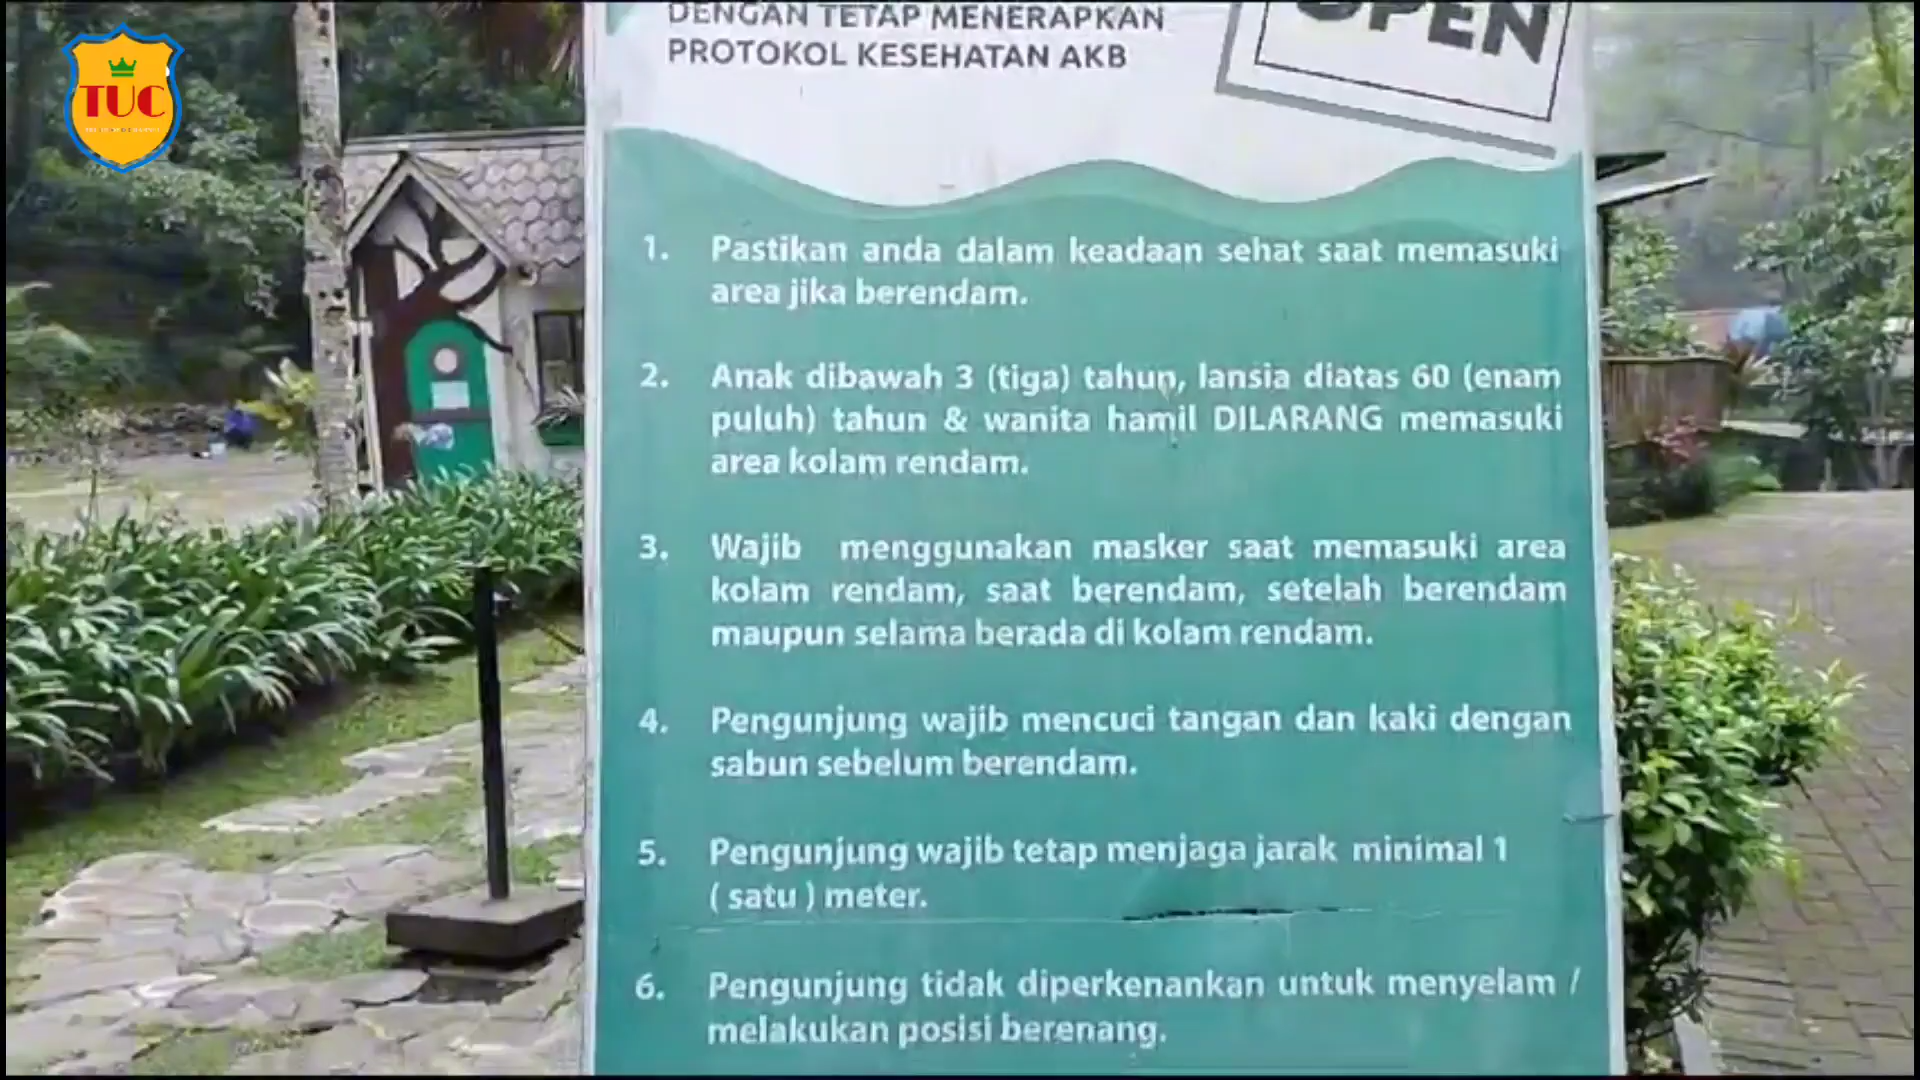 TUC
DENGAN TETAP MENERAPKAN
PROTOKOL KESEHATAN AKB
OPEN
1. Pastikan anda dalam keadaan sehat saat memasuki
area jika berendam.
2. Anak dibawah 3 (tiga) tahun, lansia diatas 60 (enam
puluh) tahun & wanita hamil DILARANG memasuki
area kolam rendam.
3. Wajib menggunakan masker saat memasuki area
kolam rendam, saat berendam, setelah berendam
maupun selama berada di kolam rendam.
4. Pengunjung wajib mencuci tangan dan kaki dengan
sabun sebelum berendam.
5. Pengunjung wajib tetap menjaga jarak minimal 1
( satu ) meter.
6. Pengunjung tidak diperkenankan untuk menyelam /
melakukan posisi berenang.